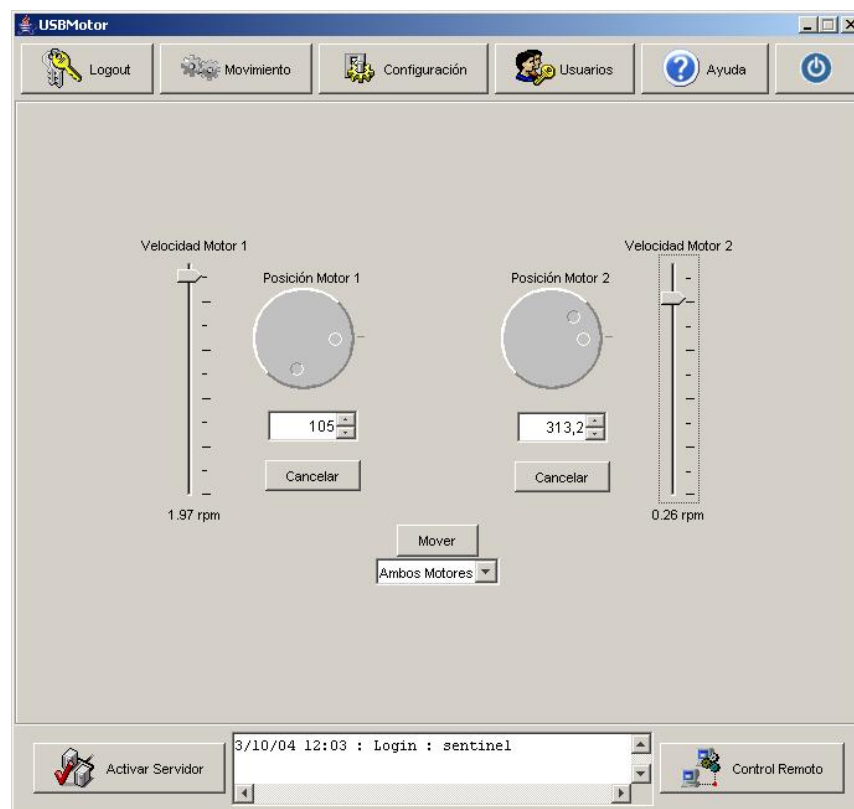 USBMotor
Logout
Movimiento
Configuración
Usuarios
Ayuda
Velocidad Motor 1
Velocidad Motor 2
Posición Motor 1
Posición Motor 2
105
313,2
Cancelar
Cancelar
1.97 rpm
0.26 rpm
Mover
Ambos Motores
3/10/04 12:03 : Login : sentinel
Activar Servidor
Control Remoto